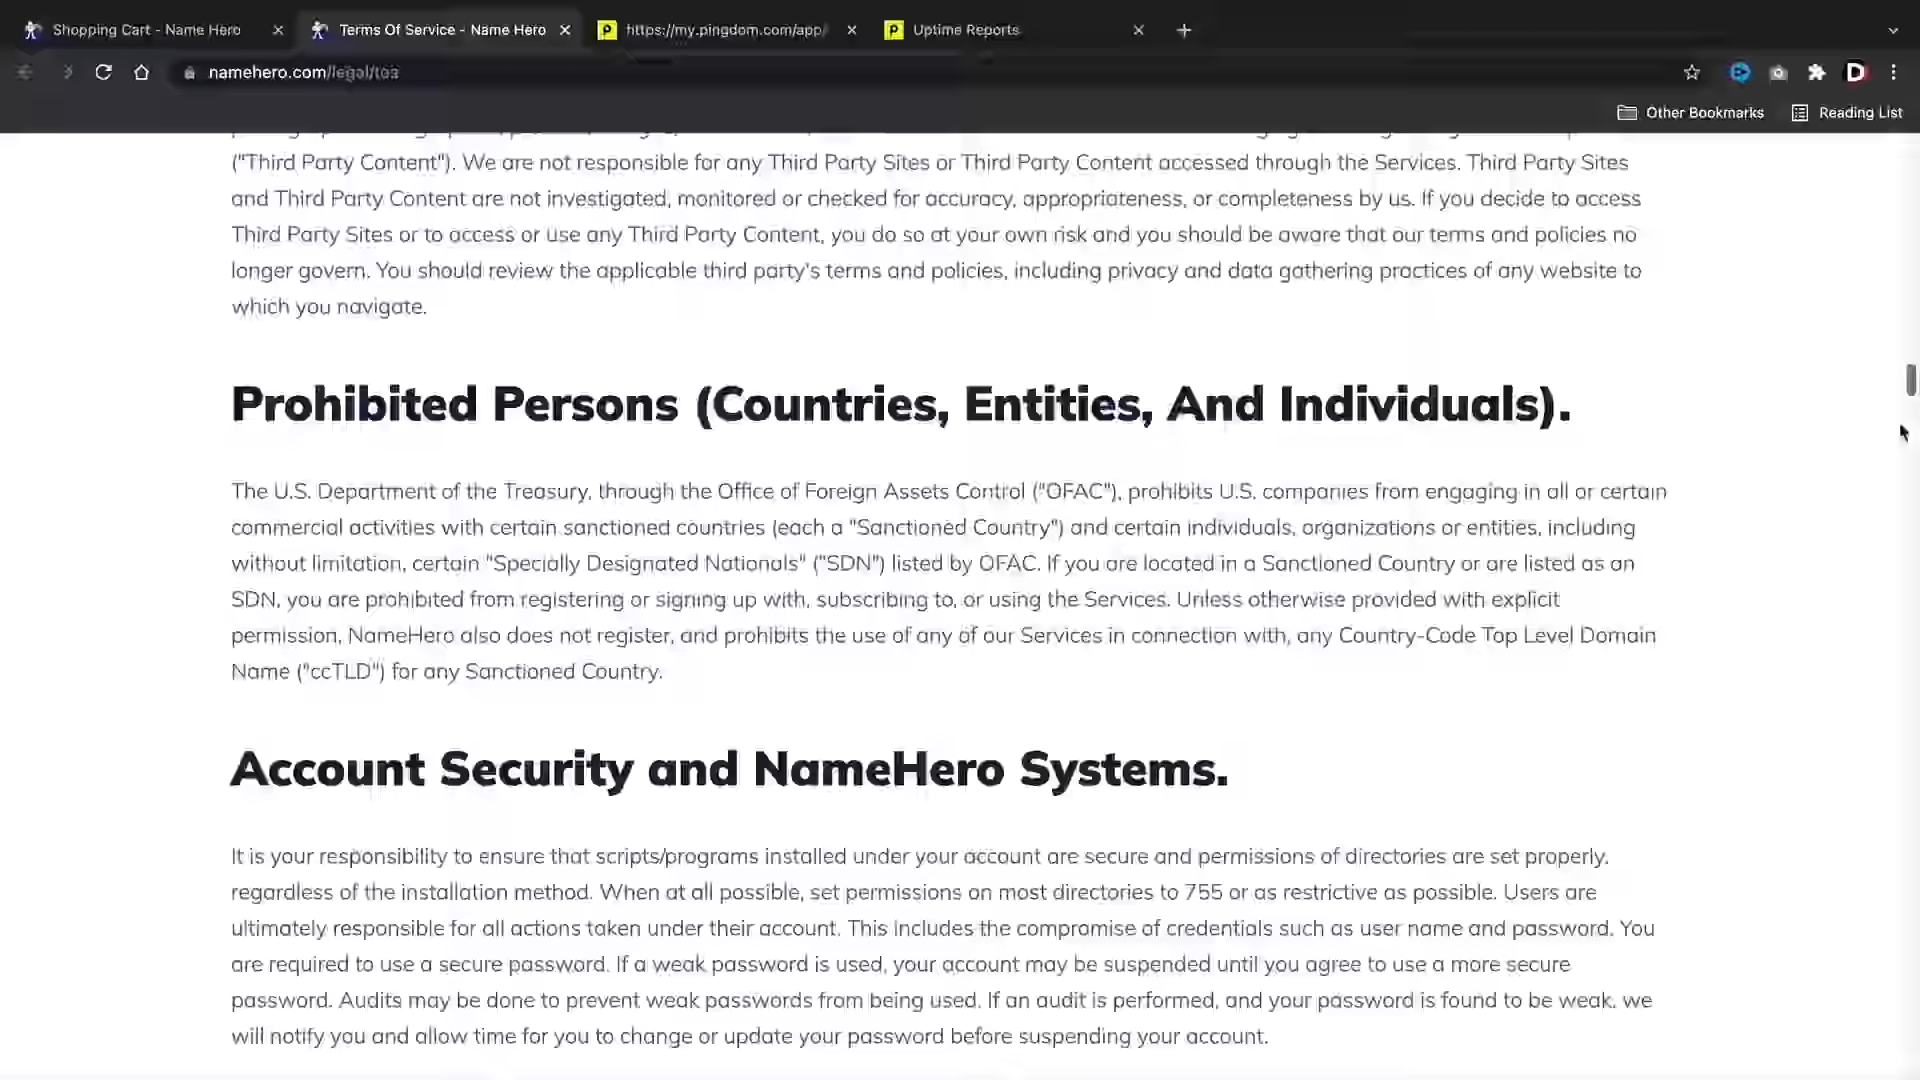 Shopping Cart - Name Hero
Terms Of Service - Name Hero
https://my.pingdom.com/app/
Uptime Reports
namehero.com/legal/tos
Other Bookmarks
Reading List
("Third Party Content"). We are not responsible for any Third Party Sites or Third Party Content accessed through the Services. Third Party Sites
and Third Party Content are not investigated, monitored or checked for accuracy, appropriateness, or completeness by us. If you decide to access
Third Party Sites or to access or use any Third Party Content, you do so at your own risk and you should be aware that our terms and policies no
longer govern. You should review the applicable third party's terms and policies, including privacy and data gathering practices of any website to
which you navigate.
Prohibited Persons (Countries, Entities, And Individuals).
The U.S. Department of the Treasury, through the Office of Foreign Assets Control ("OFAC"), prohibits U.S. companies from engaging in all or certain
commercial activities with certain sanctioned countries (each a "Sanctioned Country") and certain individuals, organizations or entities, including
without limitation, certain "Specially Designated Nationals" ("SDN") listed by OFAC. If you are located in a Sanctioned Country or are listed as an
SDN, you are prohibited from registering or signing up with, subscribing to, or using the Services. Unless otherwise provided with explicit
permission, NameHero also does not register, and prohibits the use of any of our Services in connection with, any Country-Code Top Level Domain
Name ("ccTLD") for any Sanctioned Country.
Account Security and NameHero Systems.
It is your responsibility to ensure that scripts/programs installed under your account are secure and permissions of directories are set properly,
regardless of the installation method. When at all possible, set permissions on most directories to 755 or as restrictive as possible. Users are
ultimately responsible for all actions taken under their account. This includes the compromise of credentials such as user name and password. You
are required to use a secure password. If a weak password is used, your account may be suspended until you agree to use a more secure
password. Audits may be done to prevent weak passwords from being used. If an audit is performed, and your password is found to be weak, we
will notify you and allow time for you to change or update your password before suspending your account.